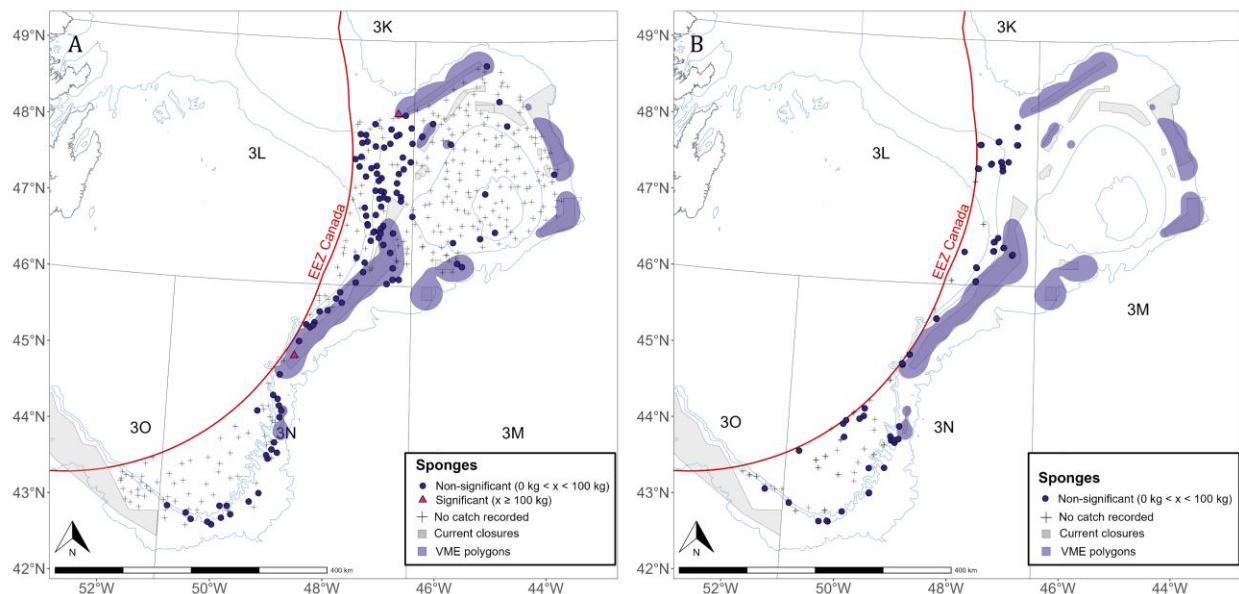 A
3K
3L
EEZ Canada
3M
3O
3N
49°N
48°N
47°N
46°N
45°N
44°N
43°N
42°N
52°W
50°W
48°W
46°W
44°W
N
400 km
Sponges
Non-significant (0 kg < x < 100 kg)
Significant (x ≥ 100 kg)
No catch recorded
Current closures
VME polygons
B
3K
3L
EEZ Canada
3M
3O
3N
49°N
48°N
47°N
46°N
45°N
44°N
43°N
42°N
52°W
50°W
48°W
46°W
44°W
N
400 km
Sponges
Non-significant (0 kg < x < 100 kg)
No catch recorded
Current closures
VME polygons